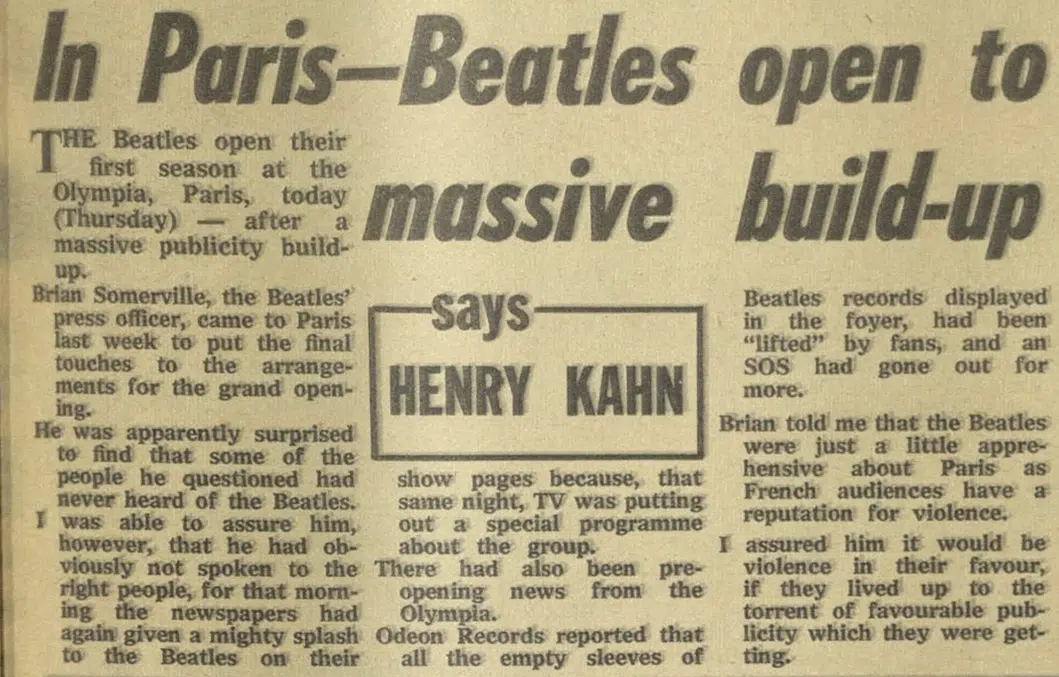 In Paris—Beatles open to
massive build-up
THE Beatles open their
first season at the
Olympia, Paris, today
(Thursday) — after a
massive publicity build-
up.
Brian Somerville, the Beatles'
press officer, came to Paris
last week to put the final
touches to the arrange-
ments for the grand open-
ing.
He was apparently surprised
to find that some of the
people he questioned had
never heard of the Beatles.
I was able to assure him,
however, that he had ob-
viously not spoken to the
right people, for that morn-
ing the newspapers had
again given a mighty splash
to the Beatles on their
says
HENRY KAHN
show pages because, that
same night, TV was putting
out a special programme
about the group.
There had also been pre-
opening news from the
Olympia.
Odeon Records reported that
all the empty sleeves of
Beatles records displayed
in the foyer, had been
"lifted" by fans, and an
SOS had gone out for
more.
Brian told me that the Beatles
were just a little appre-
hensive about Paris as
French audiences have a
reputation for violence.
I assured him it would be
violence in their favour,
if they lived up to the
torrent of favourable pub-
licity which they were get-
ting.